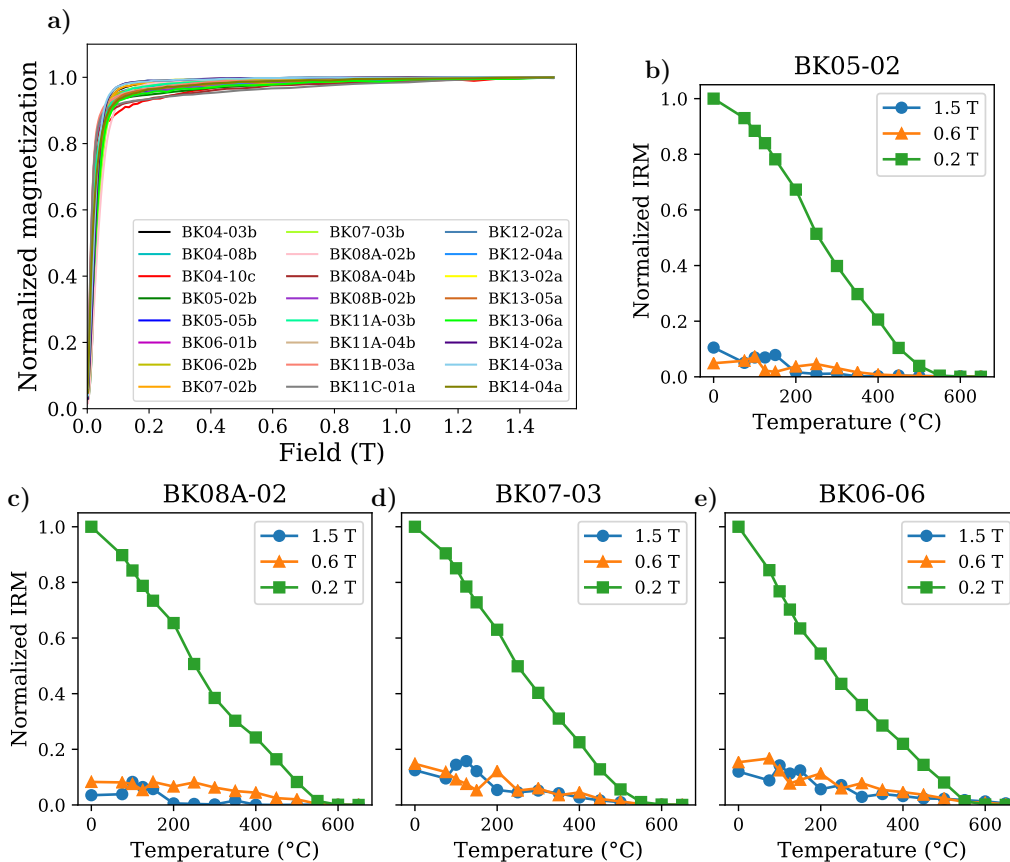 a)
Normalized magnetization
1.0
0.8
0.6
0.4
0.2
0.0
0.0 0.2 0.4 0.6 0.8 1.0 1.2 1.4
Field (T)
BK04-03b
BK04-08b
BK04-10c
BK05-02b
BK05-05b
BK06-01b
BK06-02b
BK07-02b
BK07-03b
BK08A-02b
BK08A-04b
BK08B-02b
BK11A-03b
BK11A-04b
BK11B-03a
BK11C-01a
BK12-02a
BK12-04a
BK13-02a
BK13-05a
BK13-06a
BK14-02a
BK14-03a
BK14-04a
b)
BK05-02
Normalized IRM
1.0
0.8
0.6
0.4
0.2
0.0
0 200 400 600
Temperature (°C)
1.5 T
0.6 T
0.2 T
c)
BK08A-02
Normalized IRM
1.0
0.8
0.6
0.4
0.2
0.0
0 200 400 600
Temperature (°C)
1.5 T
0.6 T
0.2 T
d)
BK07-03
0 200 400 600
Temperature (°C)
1.5 T
0.6 T
0.2 T
e)
BK06-06
0 200 400 600
Temperature (°C)
1.5 T
0.6 T
0.2 T